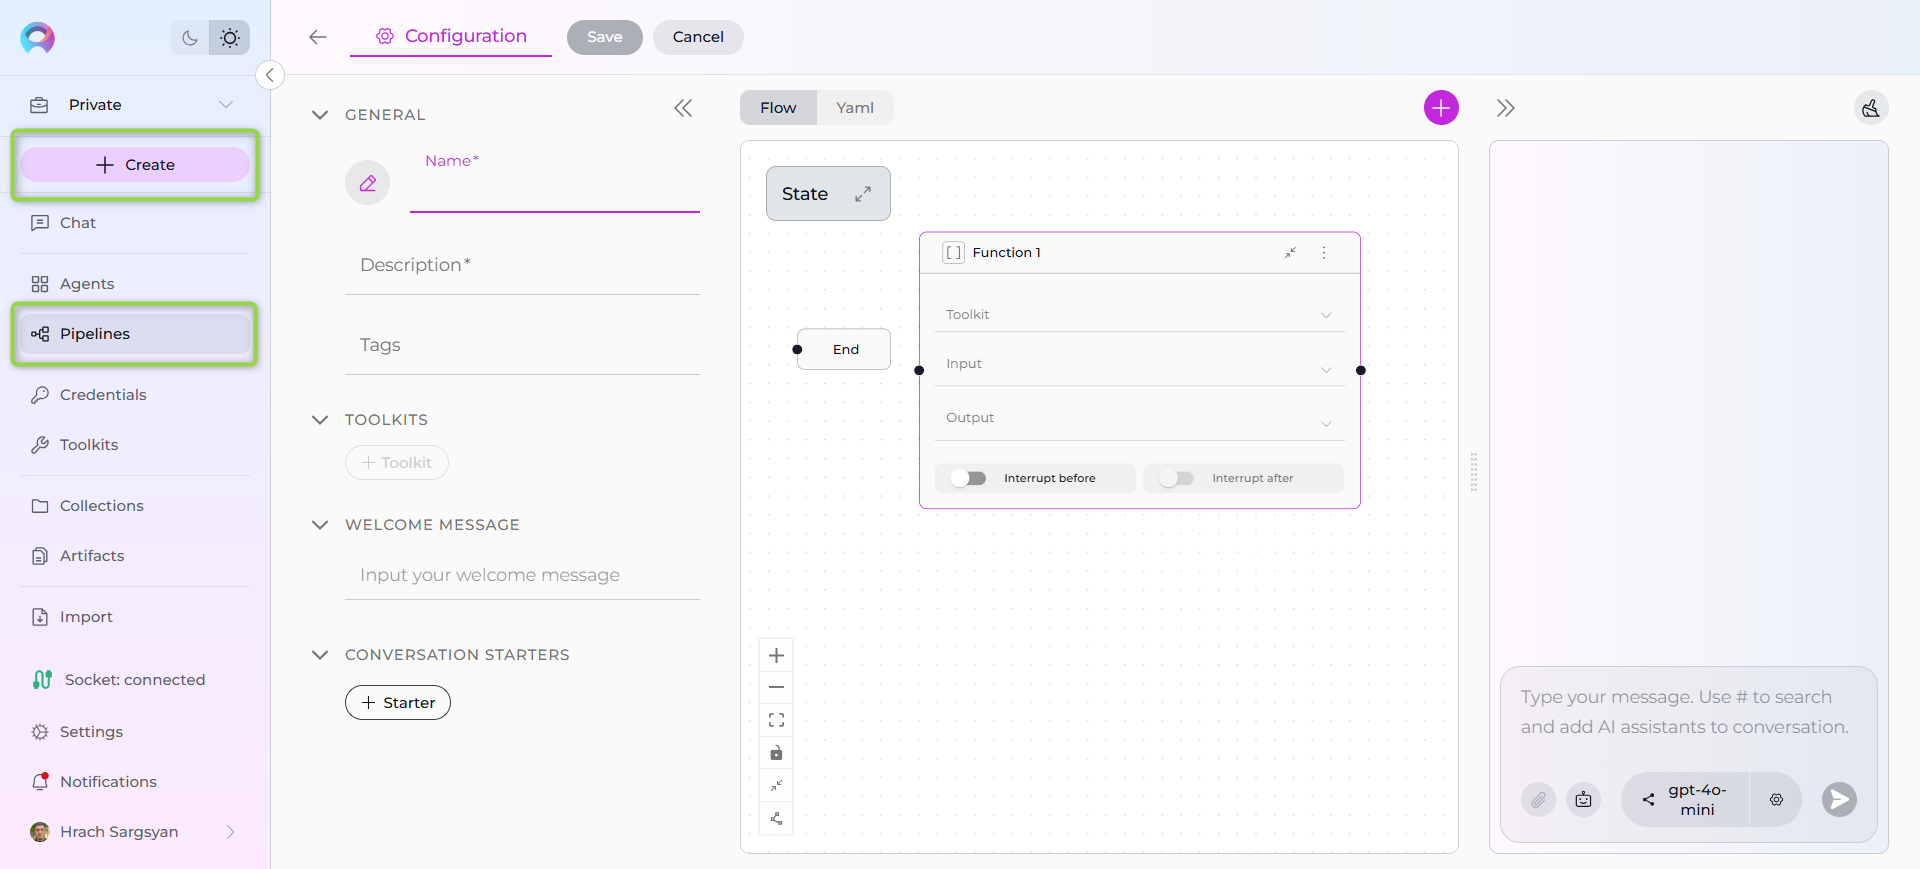 Private
Create
Chat
Agents
Pipelines
Credentials
Toolkits
Collections
Artifacts
Import
Socket: connected
Settings
Notifications
Hrach Sargsyan
Configuration
Save
Cancel
GENERAL
Name*
Description*
Tags
TOOLKITS
+ Toolkit
WELCOME MESSAGE
Input your welcome message
CONVERSATION STARTERS
+ Starter
Flow
Yaml
State
End
Function 1
Toolkit
Input
Output
Interrupt before
Interrupt after
Type your message. Use # to search
and add AI assistants to conversation.
gpt-4o-
mini